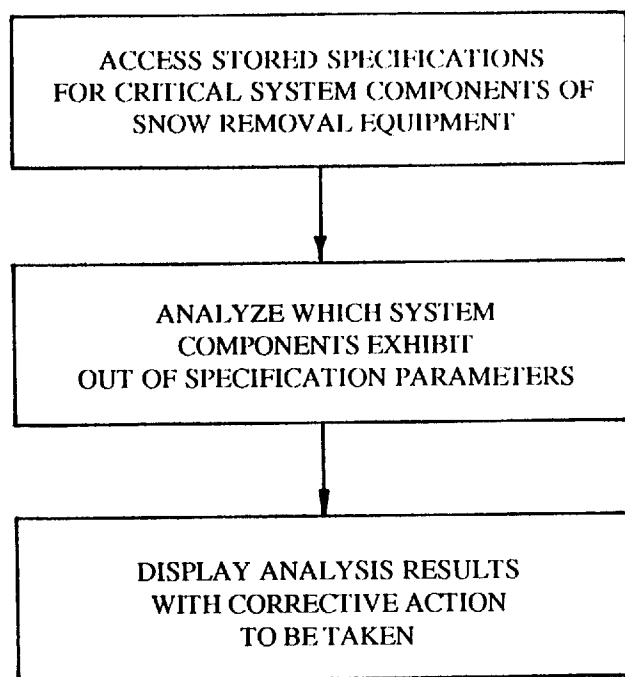 ACCESS STORED SPECIFICATIONS
FOR CRITICAL SYSTEM COMPONENTS OF
SNOW REMOVAL EQUIPMENT
ANALYZE WHICH SYSTEM
COMPONENTS EXHIBIT
OUT OF SPECIFICATION PARAMETERS
DISPLAY ANALYSIS RESULTS
WITH CORRECTIVE ACTION
TO BE TAKEN